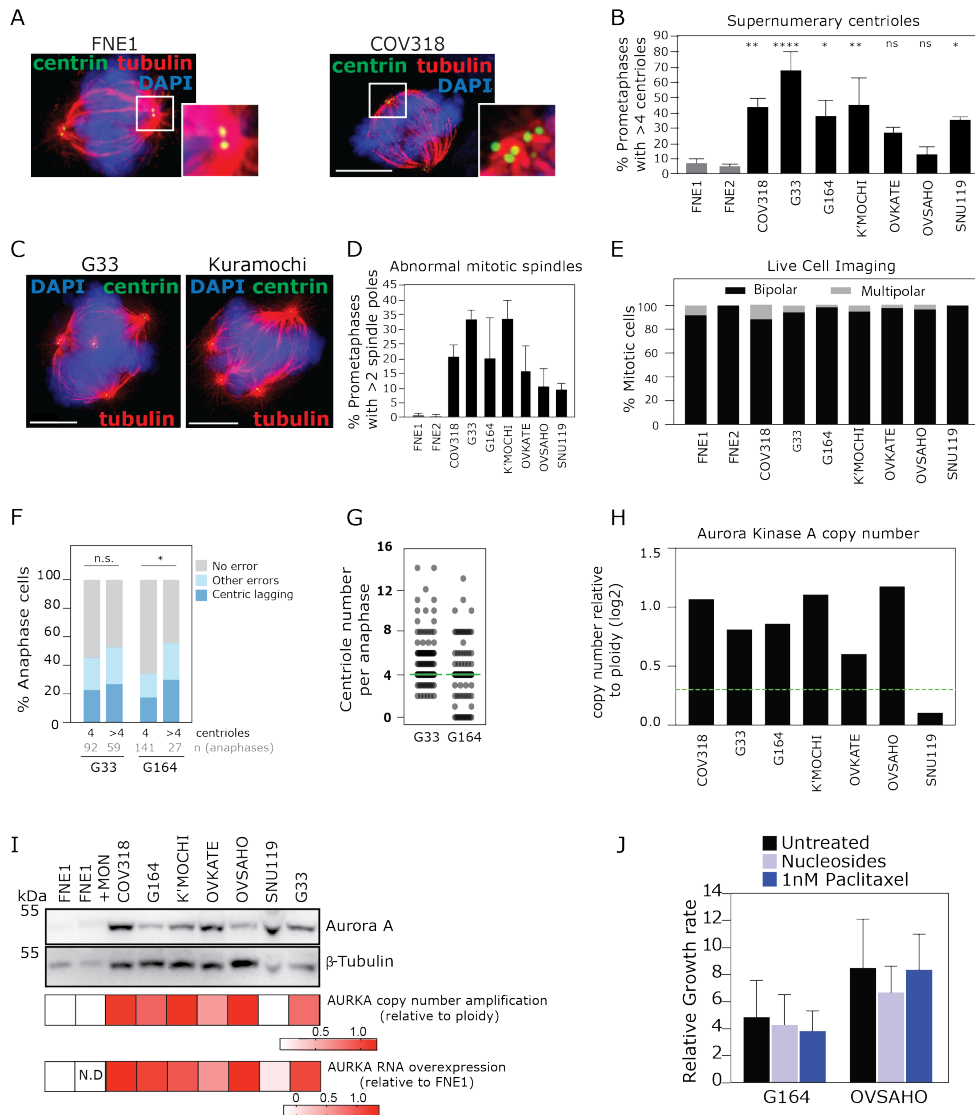 A
FNE1
centrin tubulin
DAPI
COV318
centrin tubulin
DAPI
B
Supernumerary centrioles
% Prometaphases
with >4 centrioles
90
80
70
60
50
40
30
20
10
0
** **** * ** ns ns *
FNE1
FNE2
COV318
G33
G164
K'MOCHI
OVKATE
OVSAHO
SNU119
C
G33
DAPI centrin
tubulin
Kuramochi
DAPI centrin
tubulin
D
Abnormal mitotic spindles
% Prometaphases
with >2 spindle poles
45
40
35
30
25
20
15
10
5
0
FNE1
FNE2
COV318
G33
G164
K'MOCHI
OVKATE
OVSAHO
SNU119
E
Live Cell Imaging
Bipolar Multipolar
% Mitotic cells
100
80
60
40
20
0
FNE1
FNE2
COV318
G33
G164
K'MOCHI
OVKATE
OVSAHO
SNU119
F
n.s. *
No error
Other errors
Centric lagging
% Anaphase cells
100
80
60
40
20
0
4 >4 4 >4 centrioles
92 59 141 27 n (anaphases)
G33 G164
G
Centriole number
per anaphase
16
12
8
4
0
G33 G164
H
Aurora Kinase A copy number
copy number relative
to ploidy (log2)
1.5
1.0
0.5
0.0
COV318
G33
G164
K'MOCHI
OVKATE
OVSAHO
SNU119
I
FNE1
FNE1
+MON
COV318
G164
K'MOCHI
OVKATE
OVSAHO
SNU119
G33
kDa
55
Aurora A
55
β-Tubulin
AURKA copy number amplification
(relative to ploidy)
0.5 1.0
N.D
AURKA RNA overexpression
(relative to FNE1)
0 0.5 1.0
J
Untreated
Nucleosides
1nM Paclitaxel
Relative Growth rate
14
12
8
6
4
2
0
G164 OVSAHO